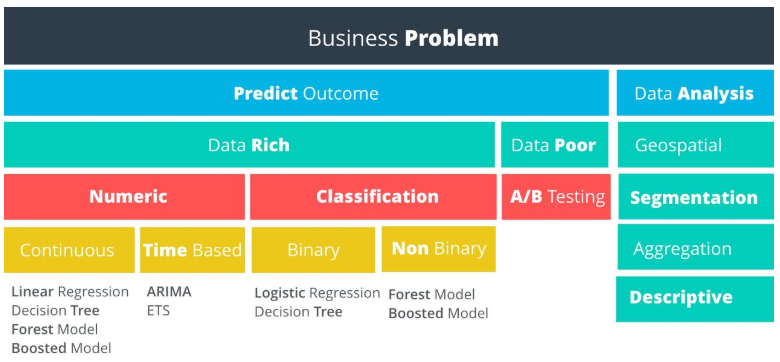 Business Problem
Predict Outcome
Data Analysis
Data Rich
Data Poor
Geospatial
Numeric
Classification
A/B Testing
Segmentation
Continuous
Time Based
Binary
Non Binary
Aggregation
Linear Regression
Decision Tree
Forest Model
Boosted Model
ARIMA
ETS
Logistic Regression
Decision Tree
Forest Model
Boosted Model
Descriptive